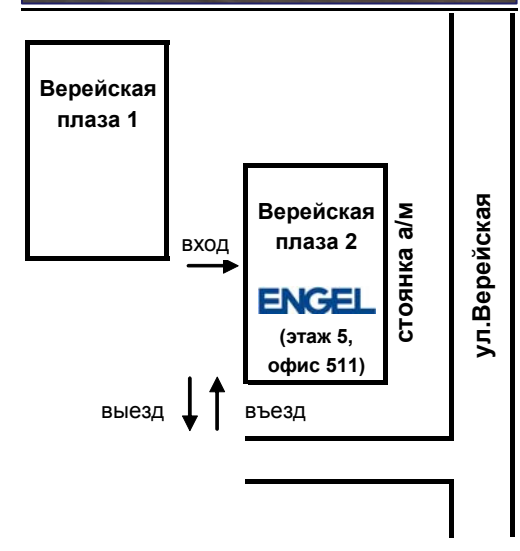 Верейская
плаза 1
вход
Верейская
плаза 2
ENGEL
(этаж 5,
офис 511)
стоянка а/м
ул.Верейская
выезд
въезд